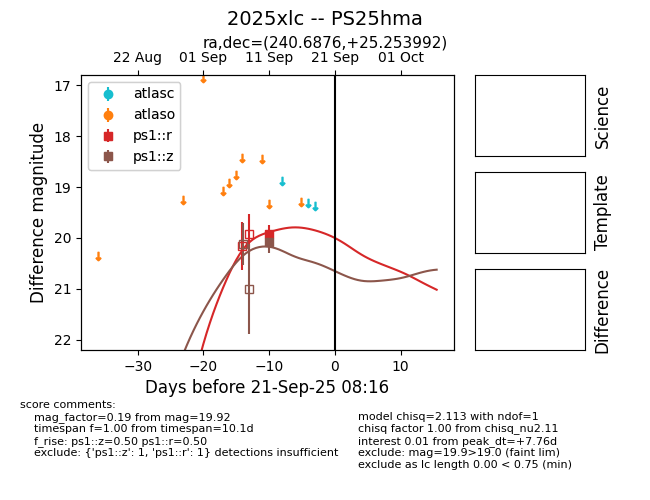 2025xlc -- PS25hma
ra,dec=(240.6876,+25.253992)
22 Aug 01 Sep 11 Sep 21 Sep 01 Oct
atlasc
atlaso
ps1::r
ps1::z
17
18
19
20
21
22
Difference magnitude
−30 −20 −10 0 10
Days before 21-Sep-25 08:16
Science
Template
Difference
score comments:
mag_factor=0.19 from mag=19.92
timespan f=1.00 from timespan=10.1d
f_rise: ps1::z=0.50 ps1::r=0.50
exclude: {'ps1::z': 1, 'ps1::r': 1} detections insufficient
model chisq=2.113 with ndof=1
chisq factor 1.00 from chisq_nu2.11
interest 0.01 from peak_dt=+7.76d
exclude: mag=19.9>19.0 (faint lim)
exclude as lc length 0.00 < 0.75 (min)